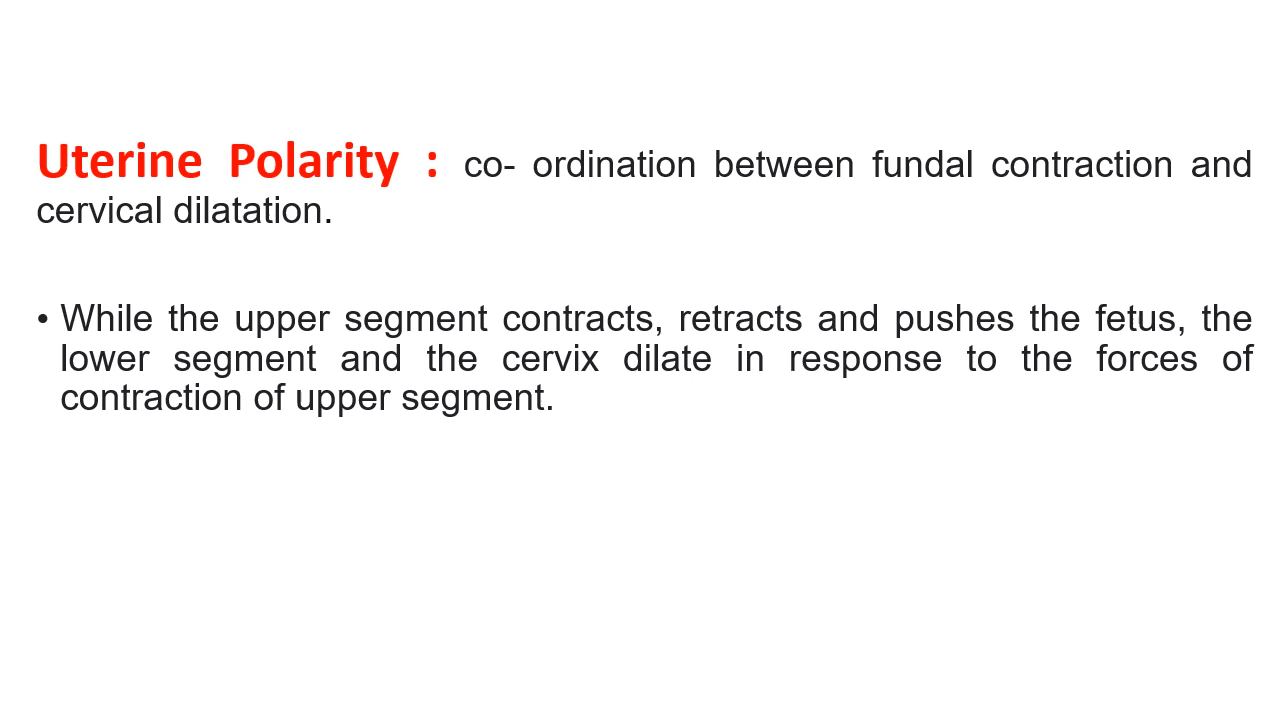 Uterine Polarity : co- ordination between fundal contraction and
cervical dilatation.
• While the upper segment contracts, retracts and pushes the fetus, the
lower segment and the cervix dilate in response to the forces of
contraction of upper segment.